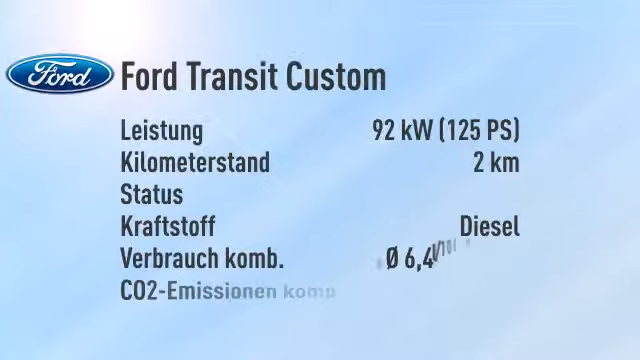 Ford
Ford Transit Custom
Leistung 92 kW (125 PS)
Kilometerstand 2 km
Status
Kraftstoff Diesel
Verbrauch komb. Ø 6,4
CO2-Emissionen komb